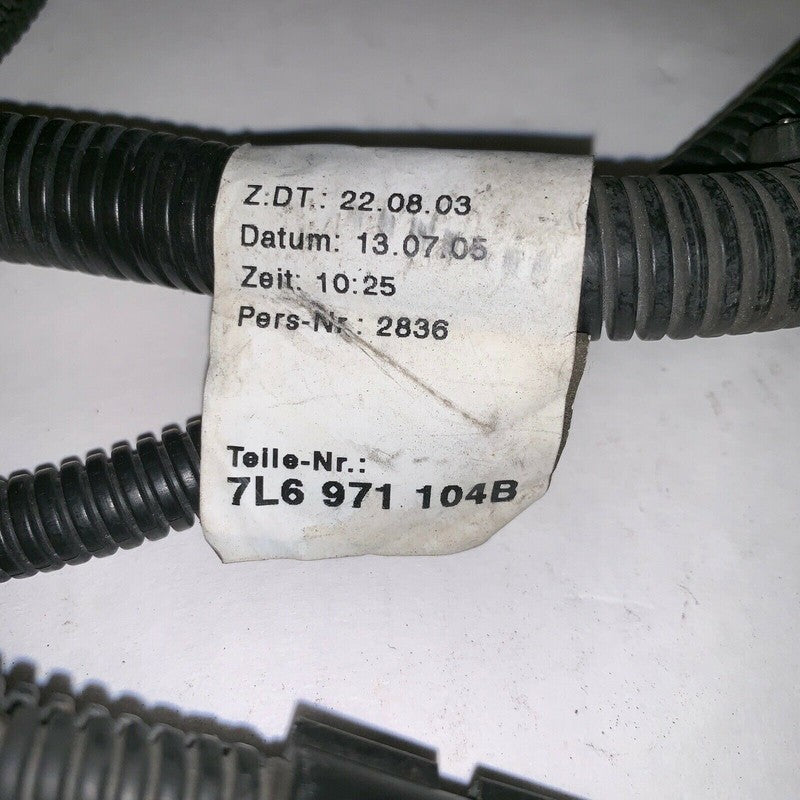 Z:DT.: 22.08.03
Datum: 13.07.05
Zeit: 10:25
Pers-Nr.: 2836
Teile-Nr.:
7L6 971 104B